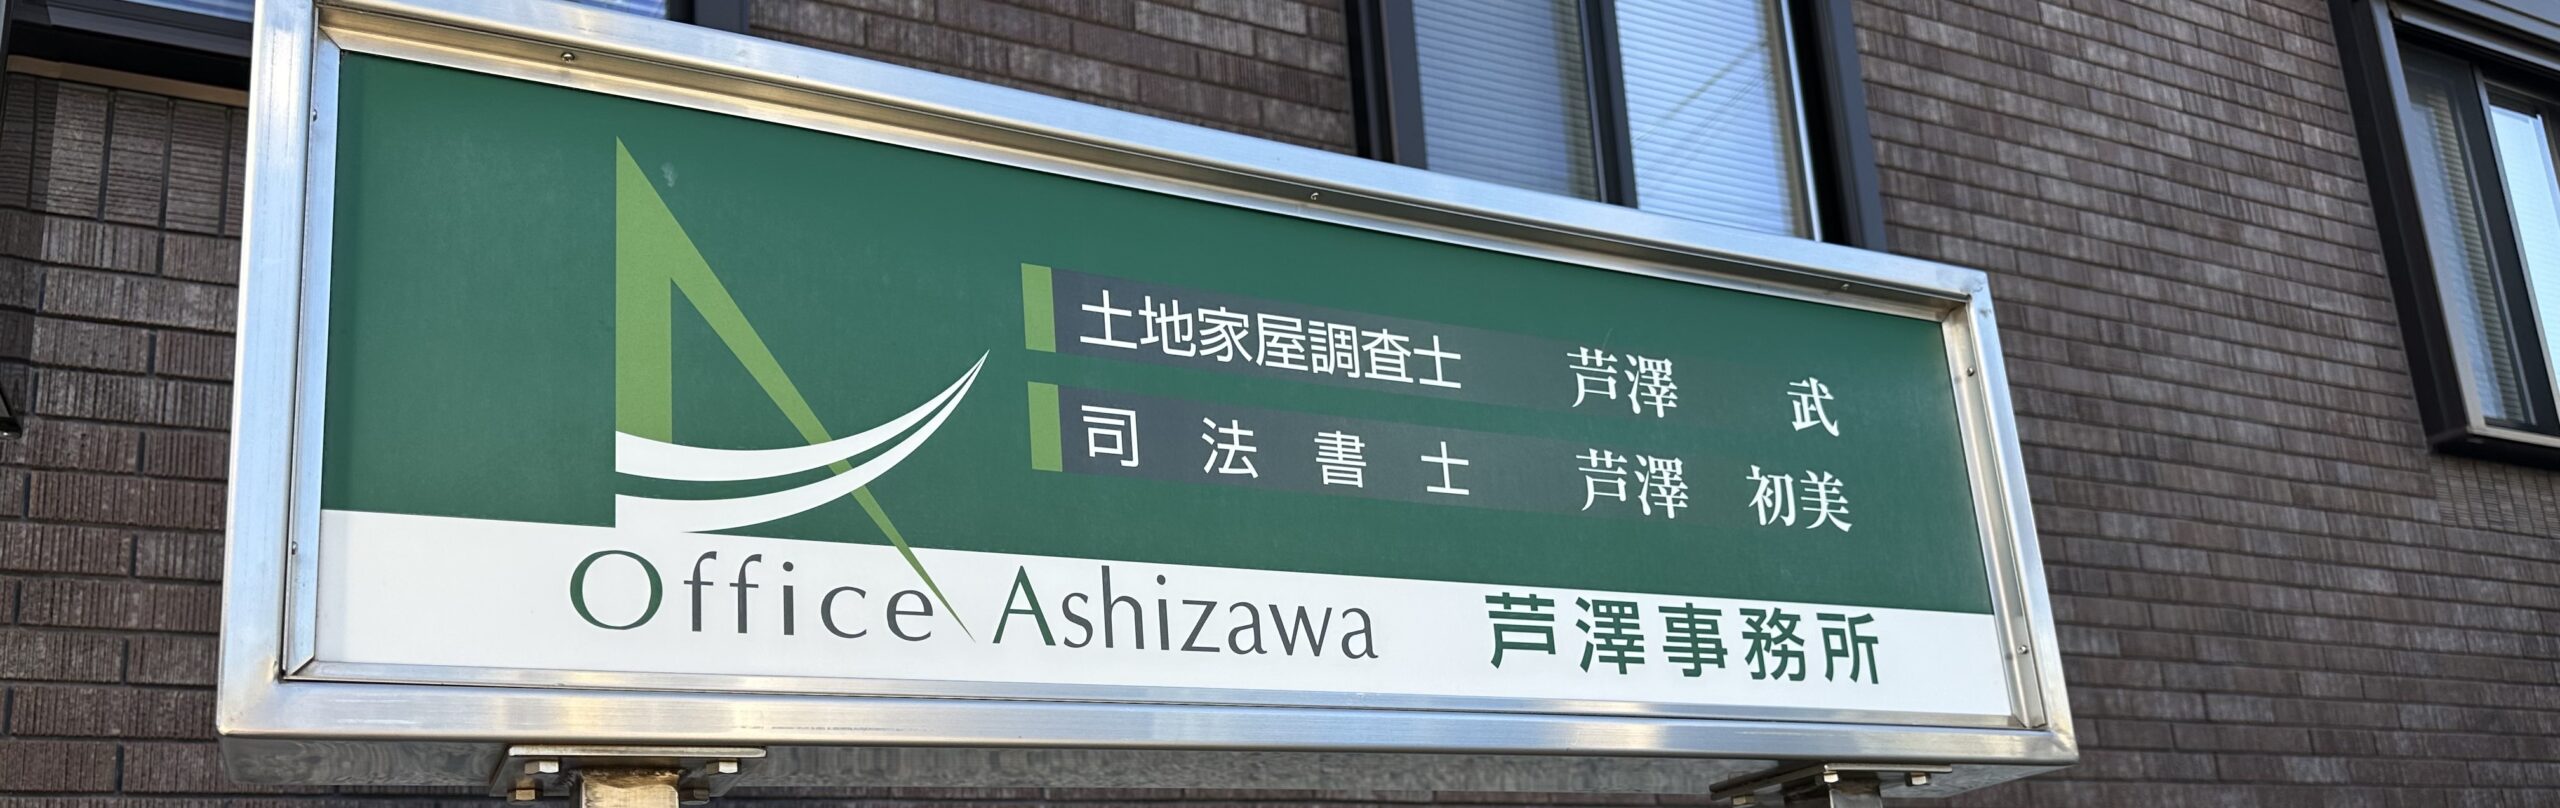 土地家屋調査士 芦澤 武
司法書士 芦澤 初美
Office Ashizawa 芦澤事務所